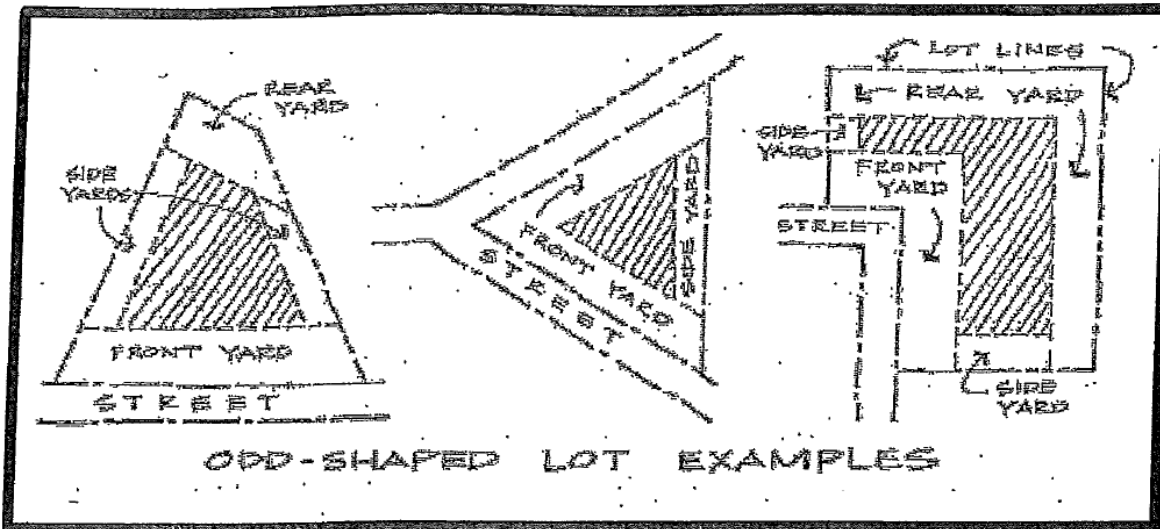 REAR
YARD
SIDE
YARDS
FRONT YARD
STREET
FRONT
YARD
STREET
SIDE YARD
LOT LINES
REAR YARD
SIDE
YARD
FRONT
YARD
STREET
SIDE
YARD
ODD-SHAPED LOT EXAMPLES